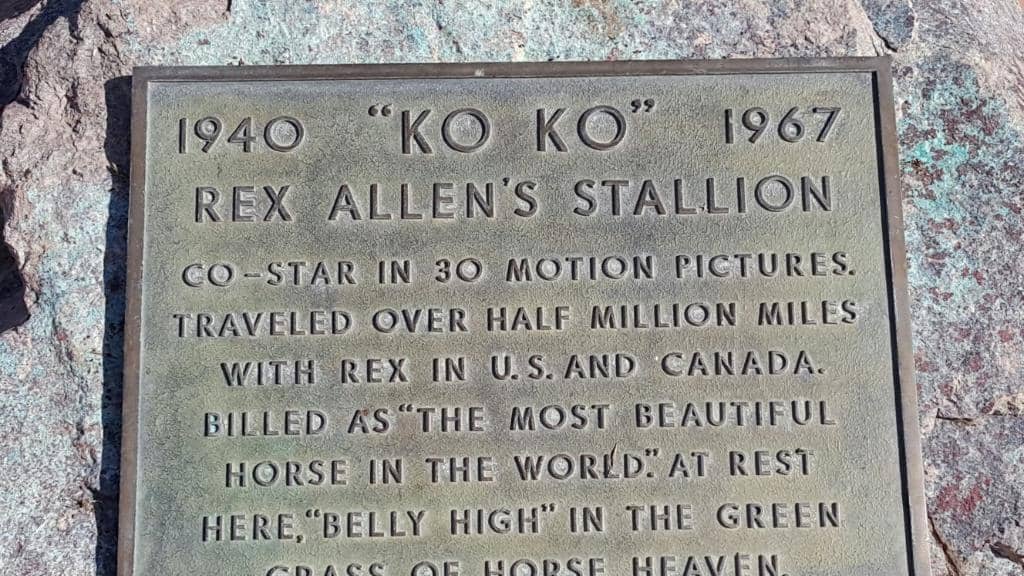 1940 "KO KO" 1967
REX ALLEN'S STALLION
CO-STAR IN 30 MOTION PICTURES.
TRAVELED OVER HALF MILLION MILES
WITH REX IN U.S. AND CANADA.
BILLED AS "THE MOST BEAUTIFUL
HORSE IN THE WORLD." AT REST
HERE, "BELLY HIGH" IN THE GREEN
GRASS OF HORSE HEAVEN.